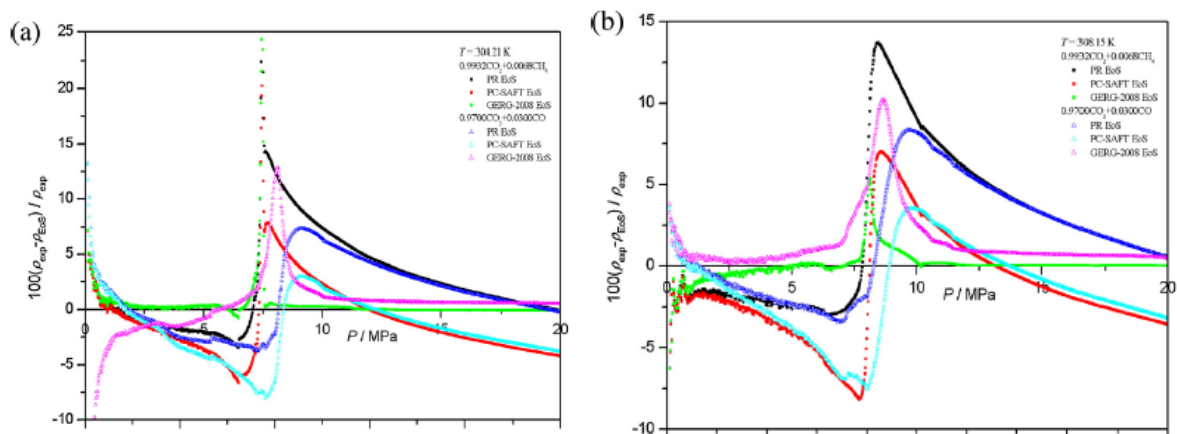 (a)
25
20
15
10
5
0
-5
-10
100(ρexp-ρEoS) / ρexp
0
5
10
15
20
P / MPa
T = 304.21 K
0.9932CO2+0.0068CH4
PR EoS
PC-SAFT EoS
GERG-2008 EoS
0.9700CO2+0.0300CO
PR EoS
PC-SAFT EoS
GERG-2008 EoS
(b)
15
10
5
0
-5
-10
100(ρexp-ρEoS) / ρexp
0
5
10
15
20
P / MPa
T = 308.15 K
0.9932CO2+0.0068CH4
PR EoS
PC-SAFT EoS
GERG-2008 EoS
0.9700CO2+0.0300CO
PR EoS
PC-SAFT EoS
GERG-2008 EoS